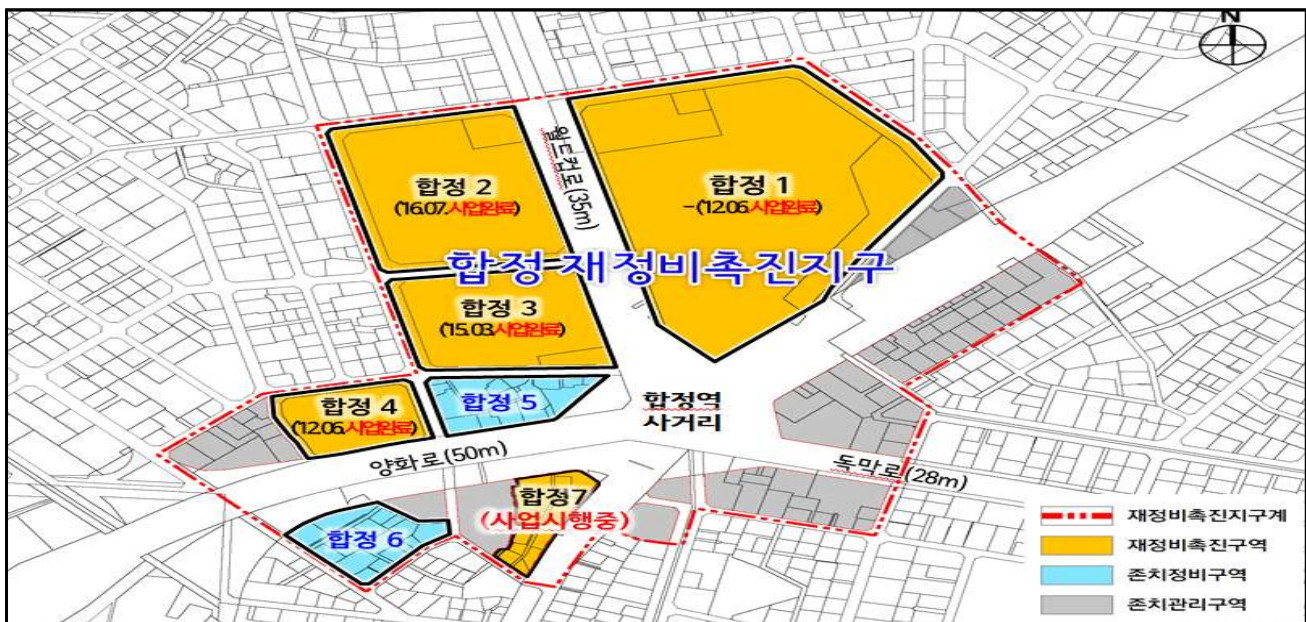 N
합정 2
('16.07.사업완료)
월드컵로(35m)
합정 1
-('12.06.사업완료)
합정 재정비촉진지구
합정 3
('15.03.사업완료)
합정 4
('12.06.사업완료)
합정 5
합정역
사거리
양화로(50m)
독막로(28m)
합정7
(사업시행중)
합정 6
재정비촉진지구계
재정비촉진구역
존치정비구역
존치관리구역